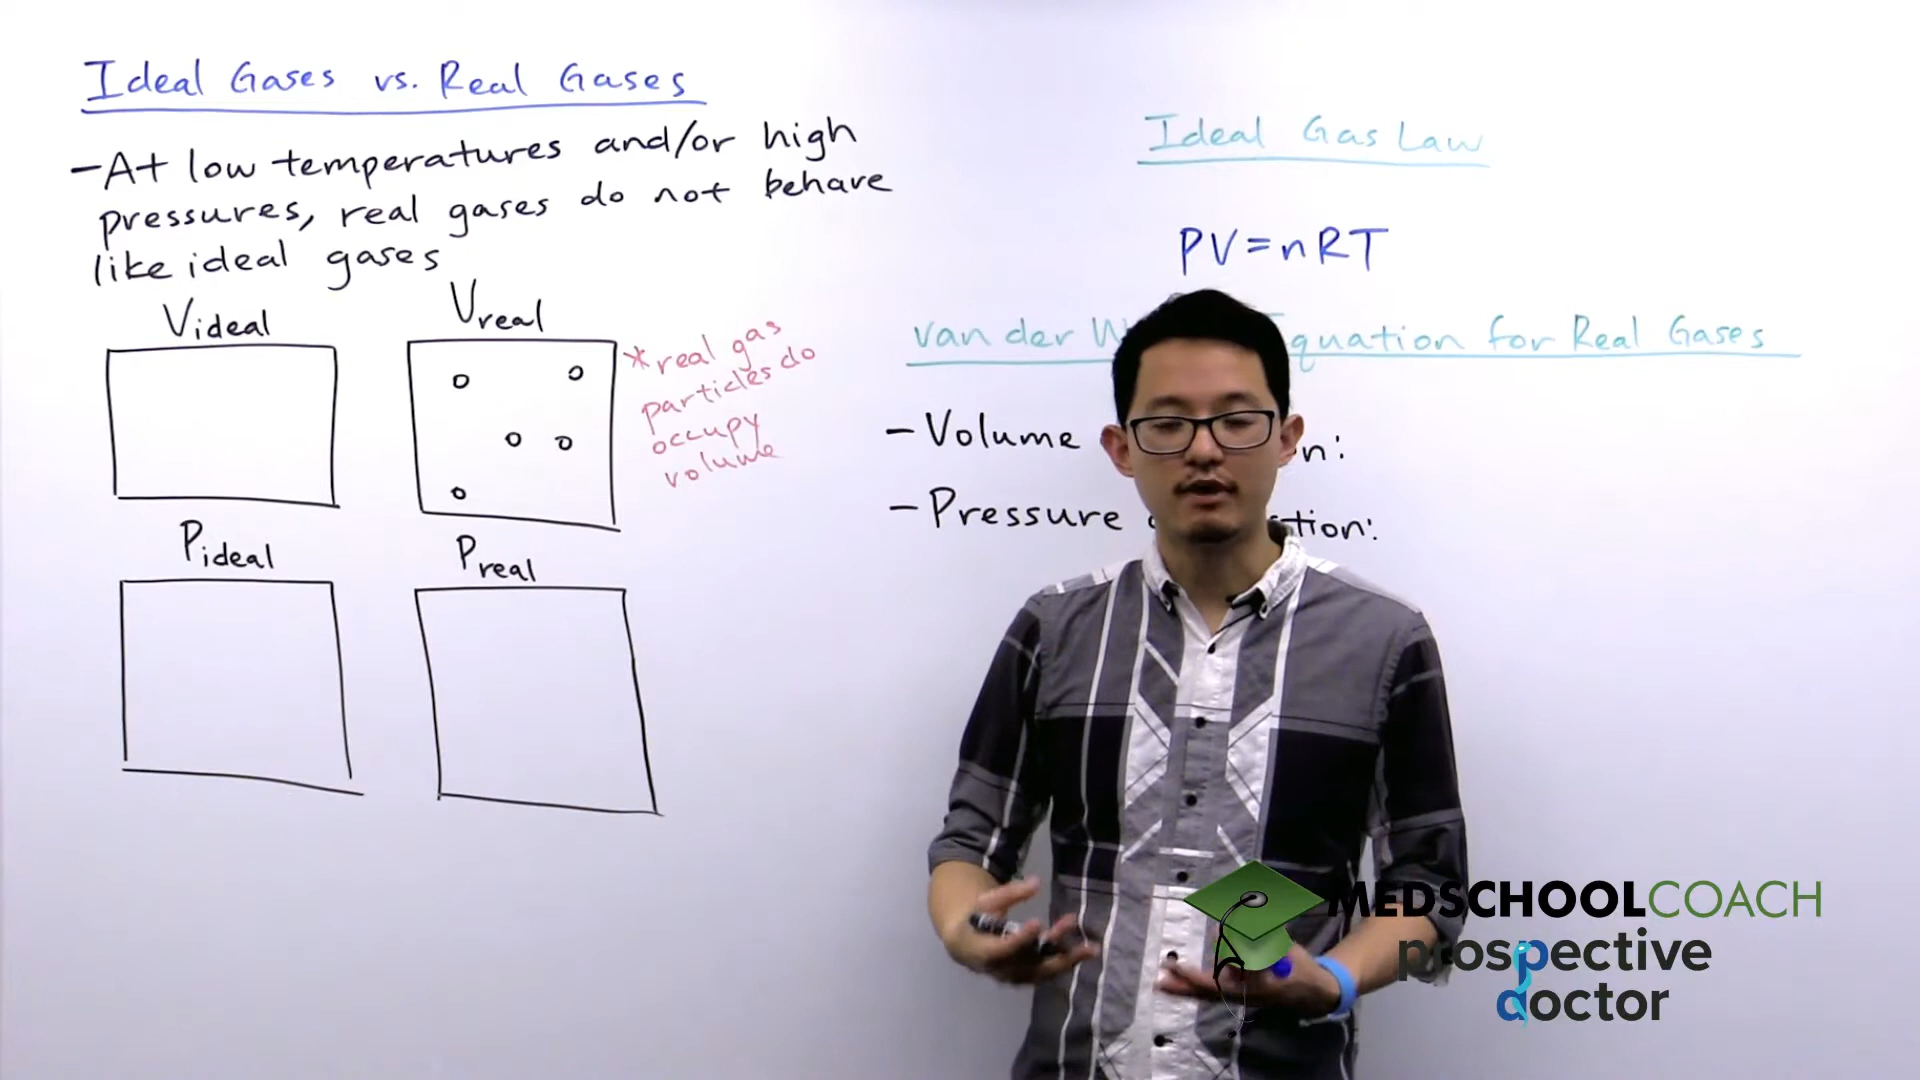 Ideal Gases vs. Real Gases
-At low temperatures and/or high
pressures, real gases do not behave
like ideal gases
Videal
Vreal
*real gas
particles do
occupy
volume
Pideal
Preal
Ideal Gas Law
PV=nRT
van der Equation for Real Gases
-Volume
-Pressure
MEDSCHOOLCOACH
prospective
doctor